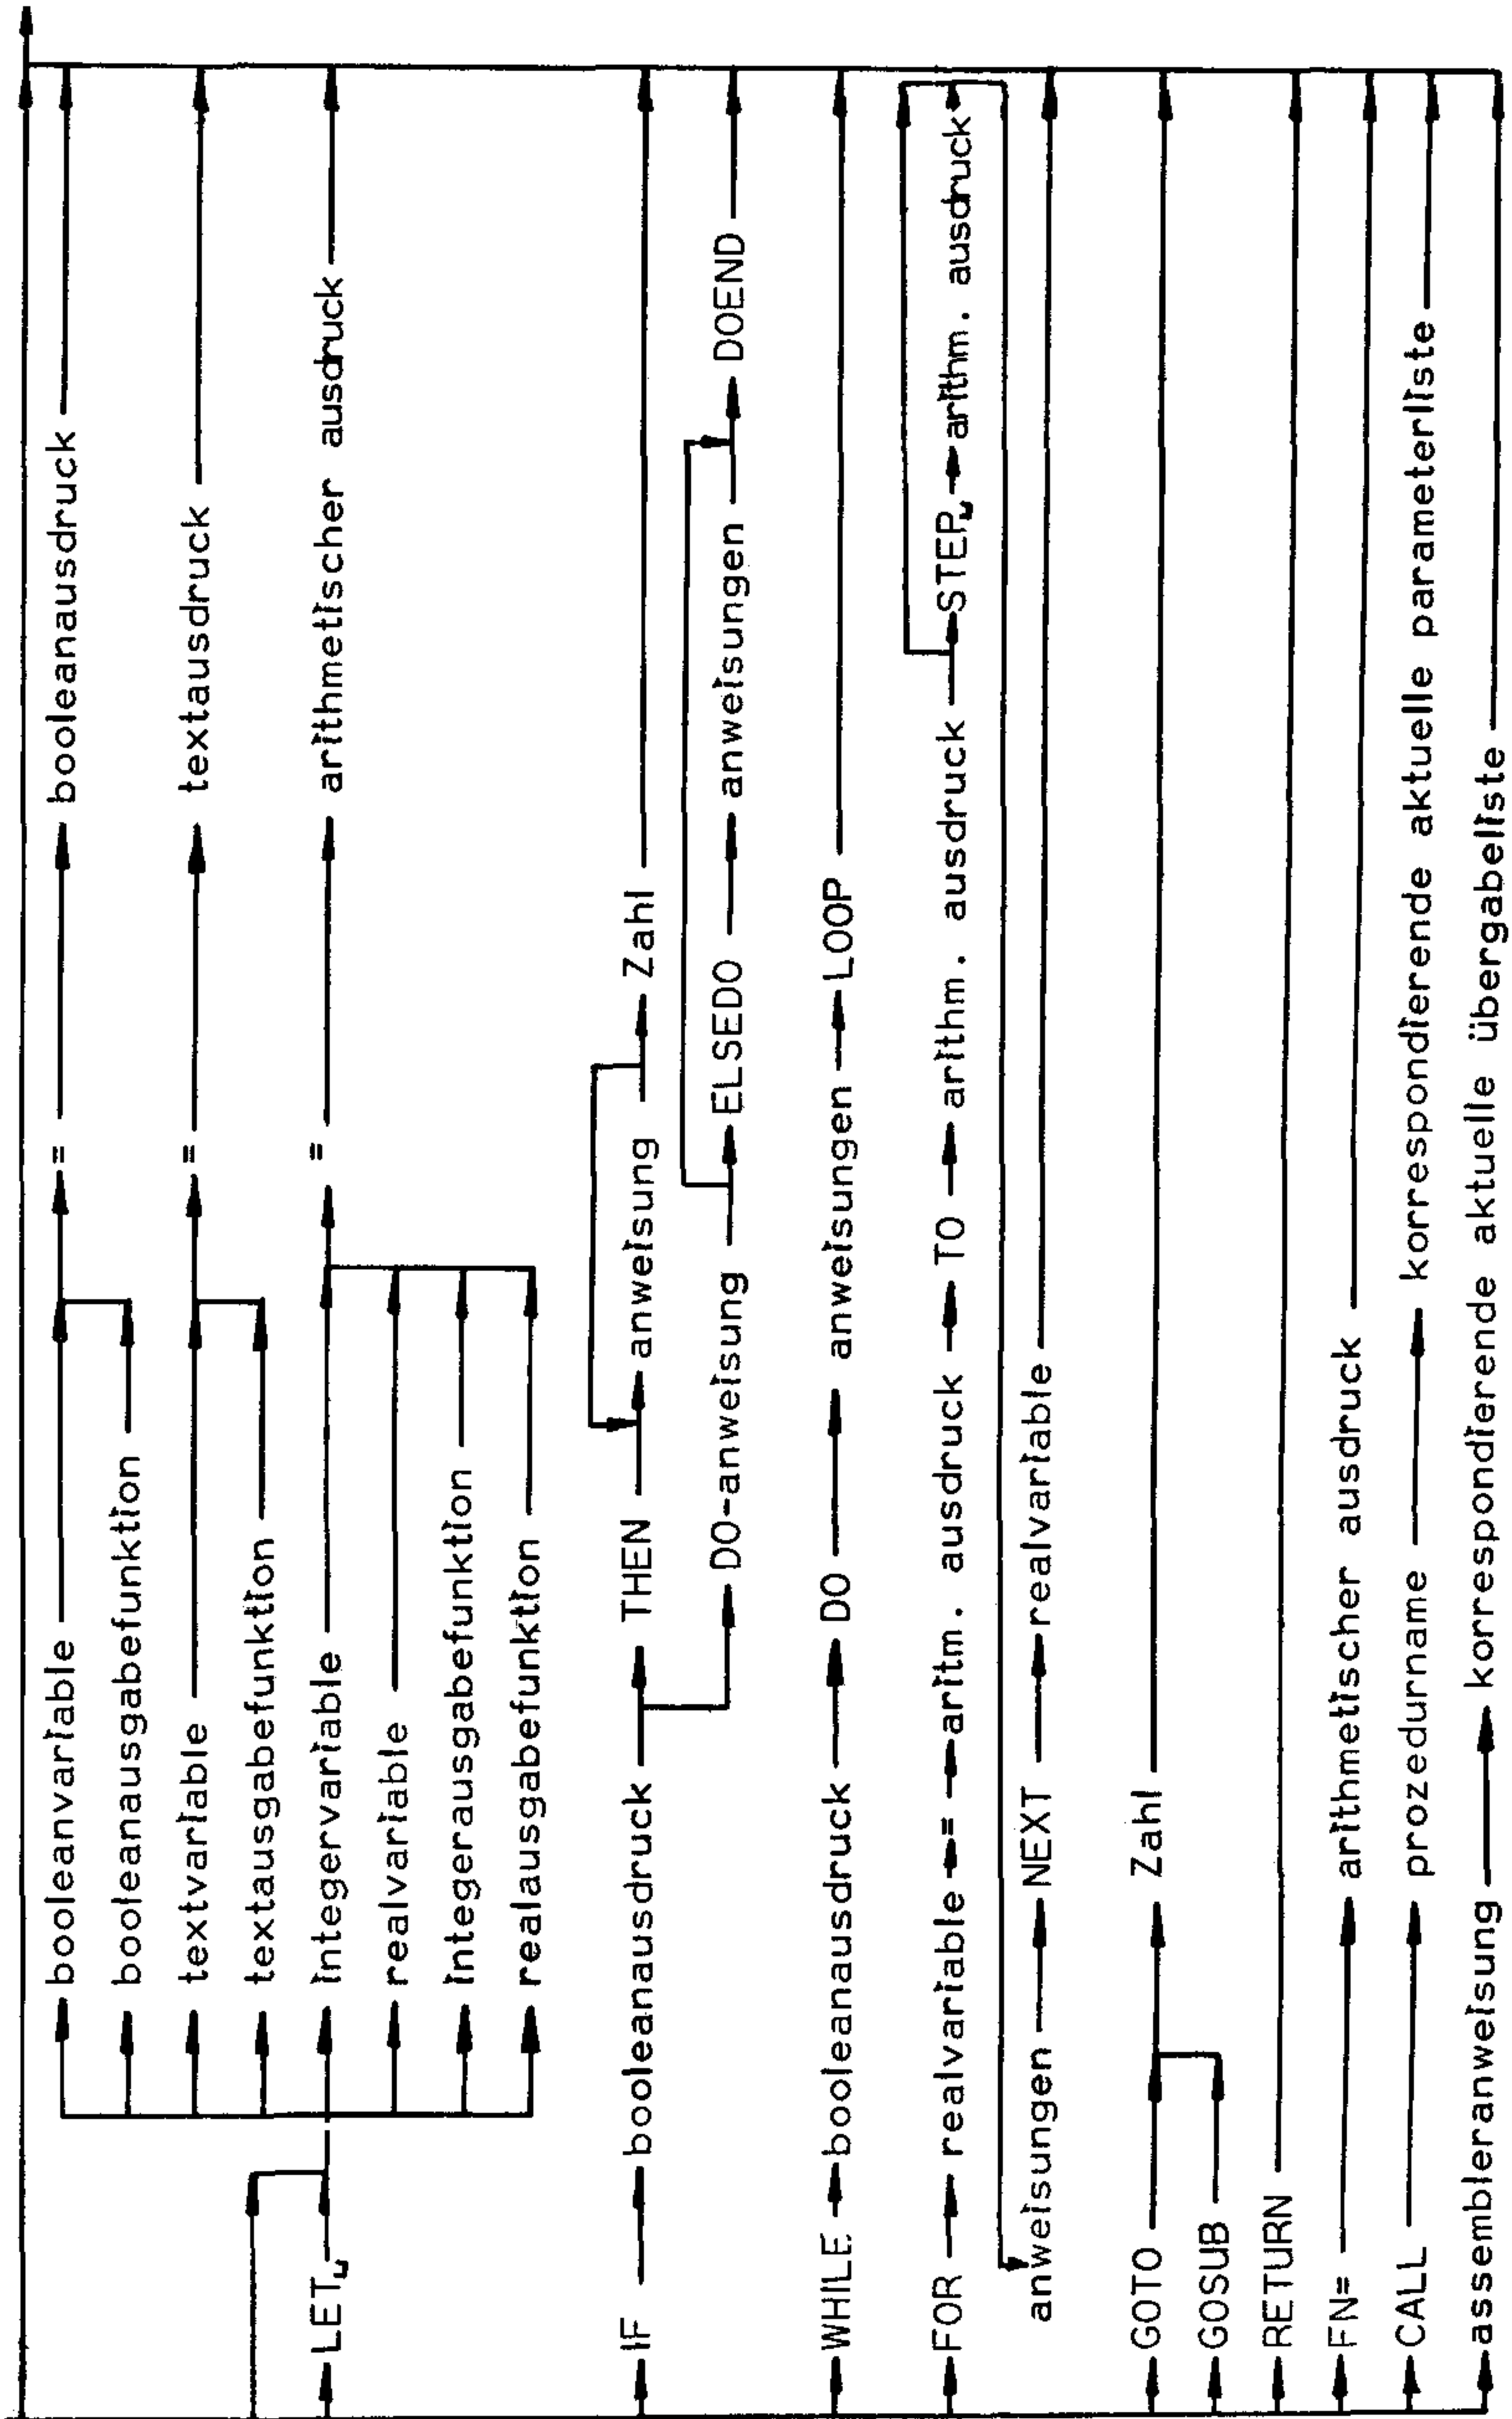 booleanvariable = booleanausdruck
booleanausgabefunktion
textvariable = textausdruck
textausgabefunktion
LET␣ integervariable = arithmetischer ausdruck
realvariable
integerausgabefunktion
realausgabefunktion
IF booleanausdruck THEN anweisung Zahl
DO-anweisung ELSEDO anweisungen DOEND
WHILE booleanausdruck DO anweisungen LOOP
FOR realvariable = aritm. ausdruck TO arithm. ausdruck STEP␣ arithm. ausdruck
anweisungen NEXT realvariable
GOTO Zahl
GOSUB
RETURN
FN= arithmetischer ausdruck
CALL prozedurname korrespondierende aktuelle parameterliste
assembleranweisung korrespondierende aktuelle übergabeliste